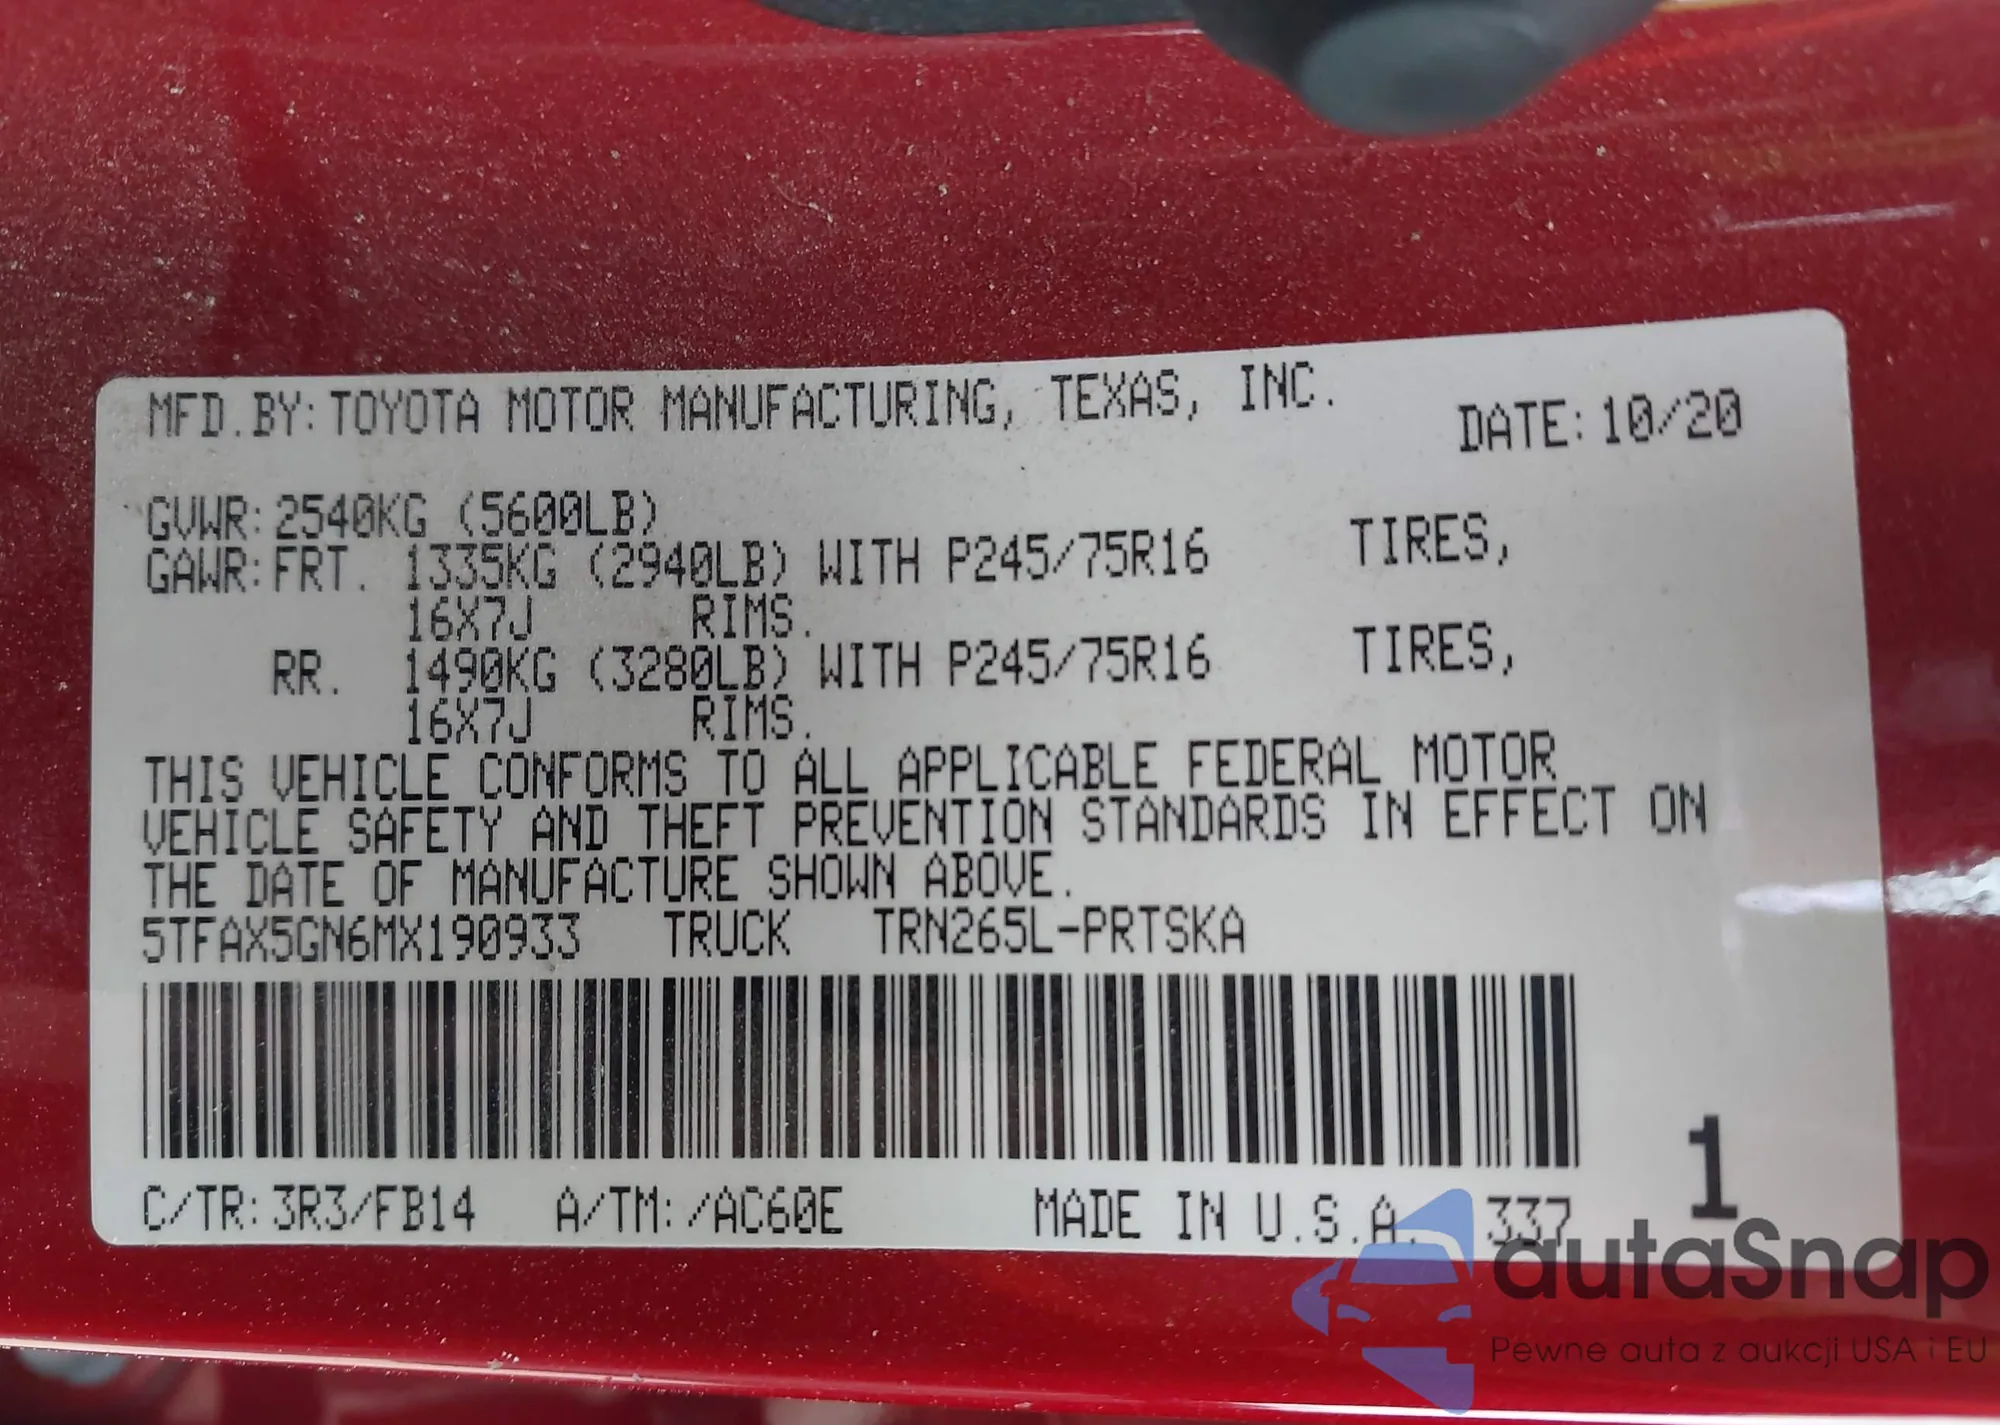 MFD.BY:TOYOTA MOTOR MANUFACTURING, TEXAS, INC. DATE:10/20
GVWR:2540KG (5600LB)
GAWR:FRT. 1335KG (2940LB) WITH P245/75R16 TIRES,
16X7J RIMS.
RR. 1490KG (3280LB) WITH P245/75R16 TIRES,
16X7J RIMS.
THIS VEHICLE CONFORMS TO ALL APPLICABLE FEDERAL MOTOR
VEHICLE SAFETY AND THEFT PREVENTION STANDARDS IN EFFECT ON
THE DATE OF MANUFACTURE SHOWN ABOVE.
5TFAX5GN6MX190933 TRUCK TRN265L-PRTSKA
1
C/TR:3R3/FB14 A/TM:/AC60E MADE IN U.S.A. 337
autaSnap
Pewne auta z aukcji USA i EU